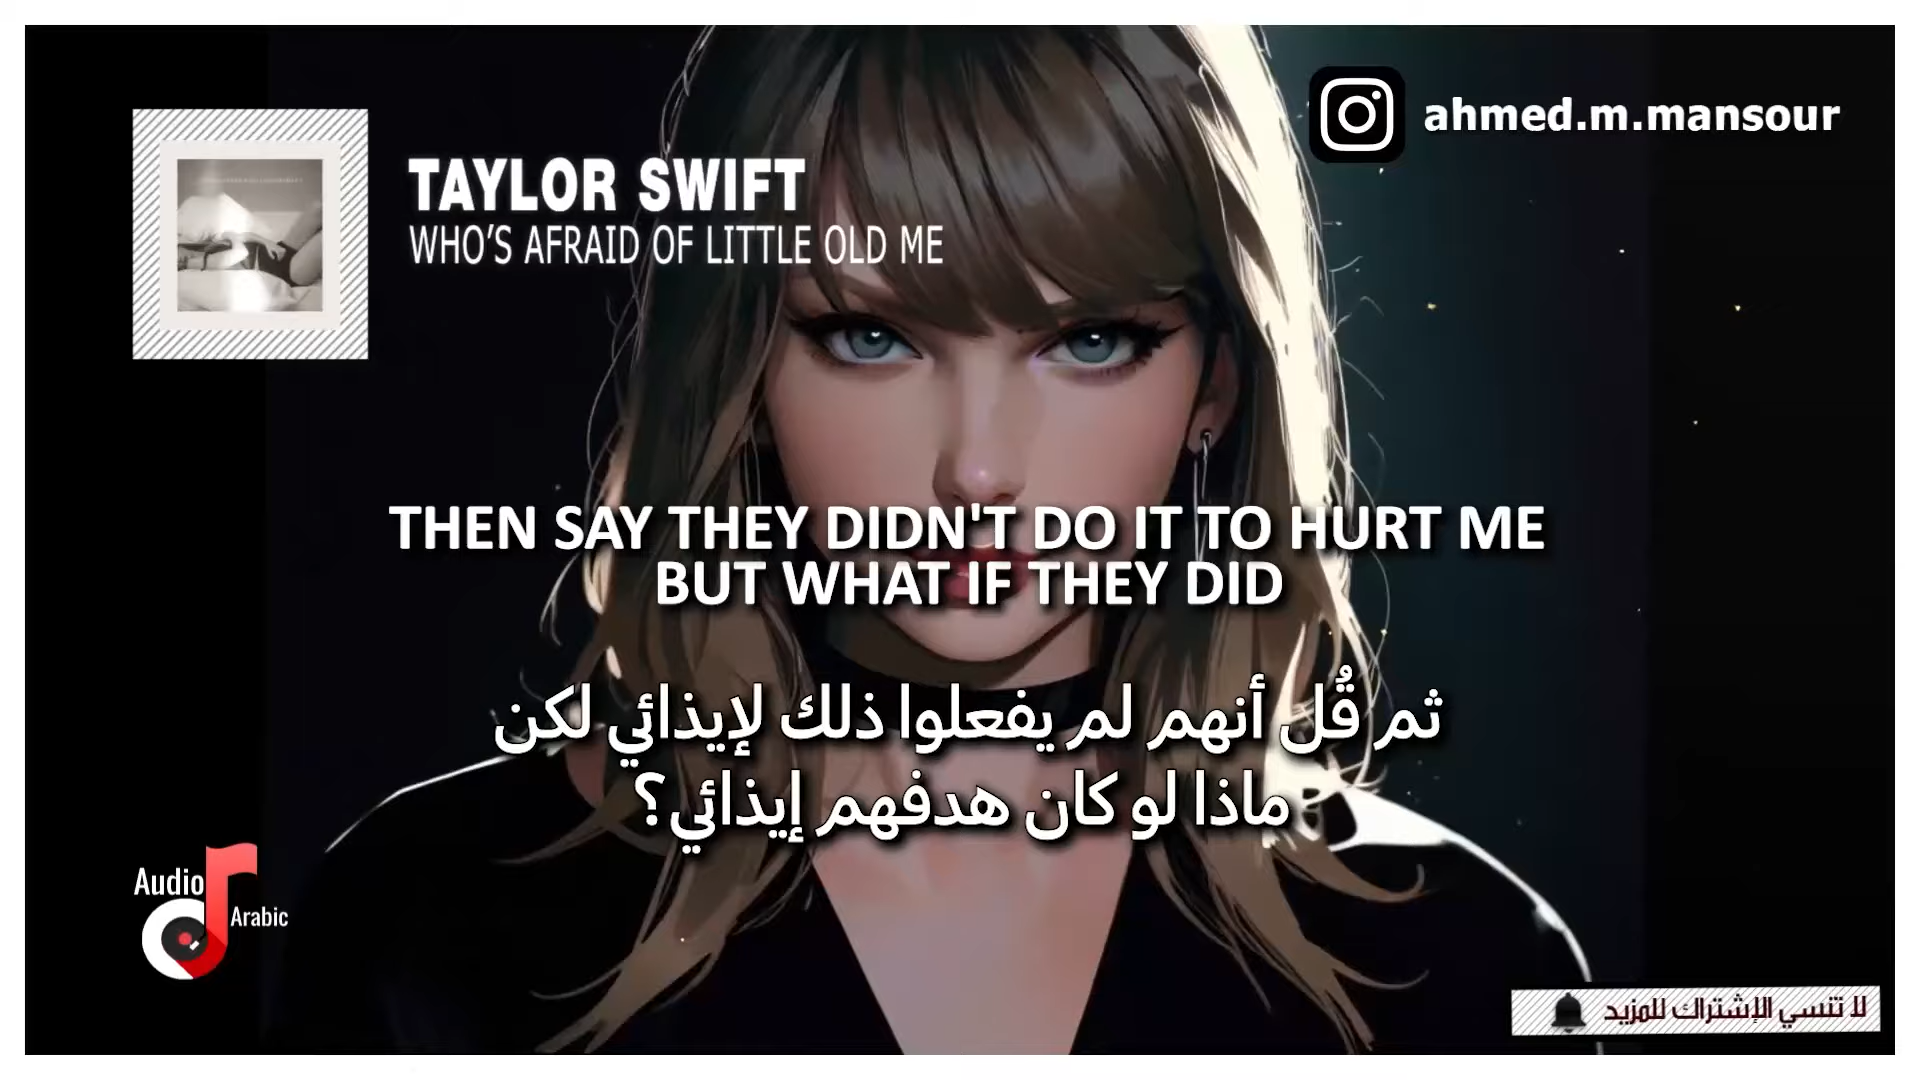 ahmed.m.mansour
TAYLOR SWIFT
WHO'S AFRAID OF LITTLE OLD ME
THEN SAY THEY DIDN'T DO IT TO HURT ME
BUT WHAT IF THEY DID
ثم قُل أنهم لم يفعلوا ذلك لإيذائي لكن
ماذا لو كان هدفهم إيذائي؟
Audio
Arabic
لا تنسي الإشتراك للمزيد